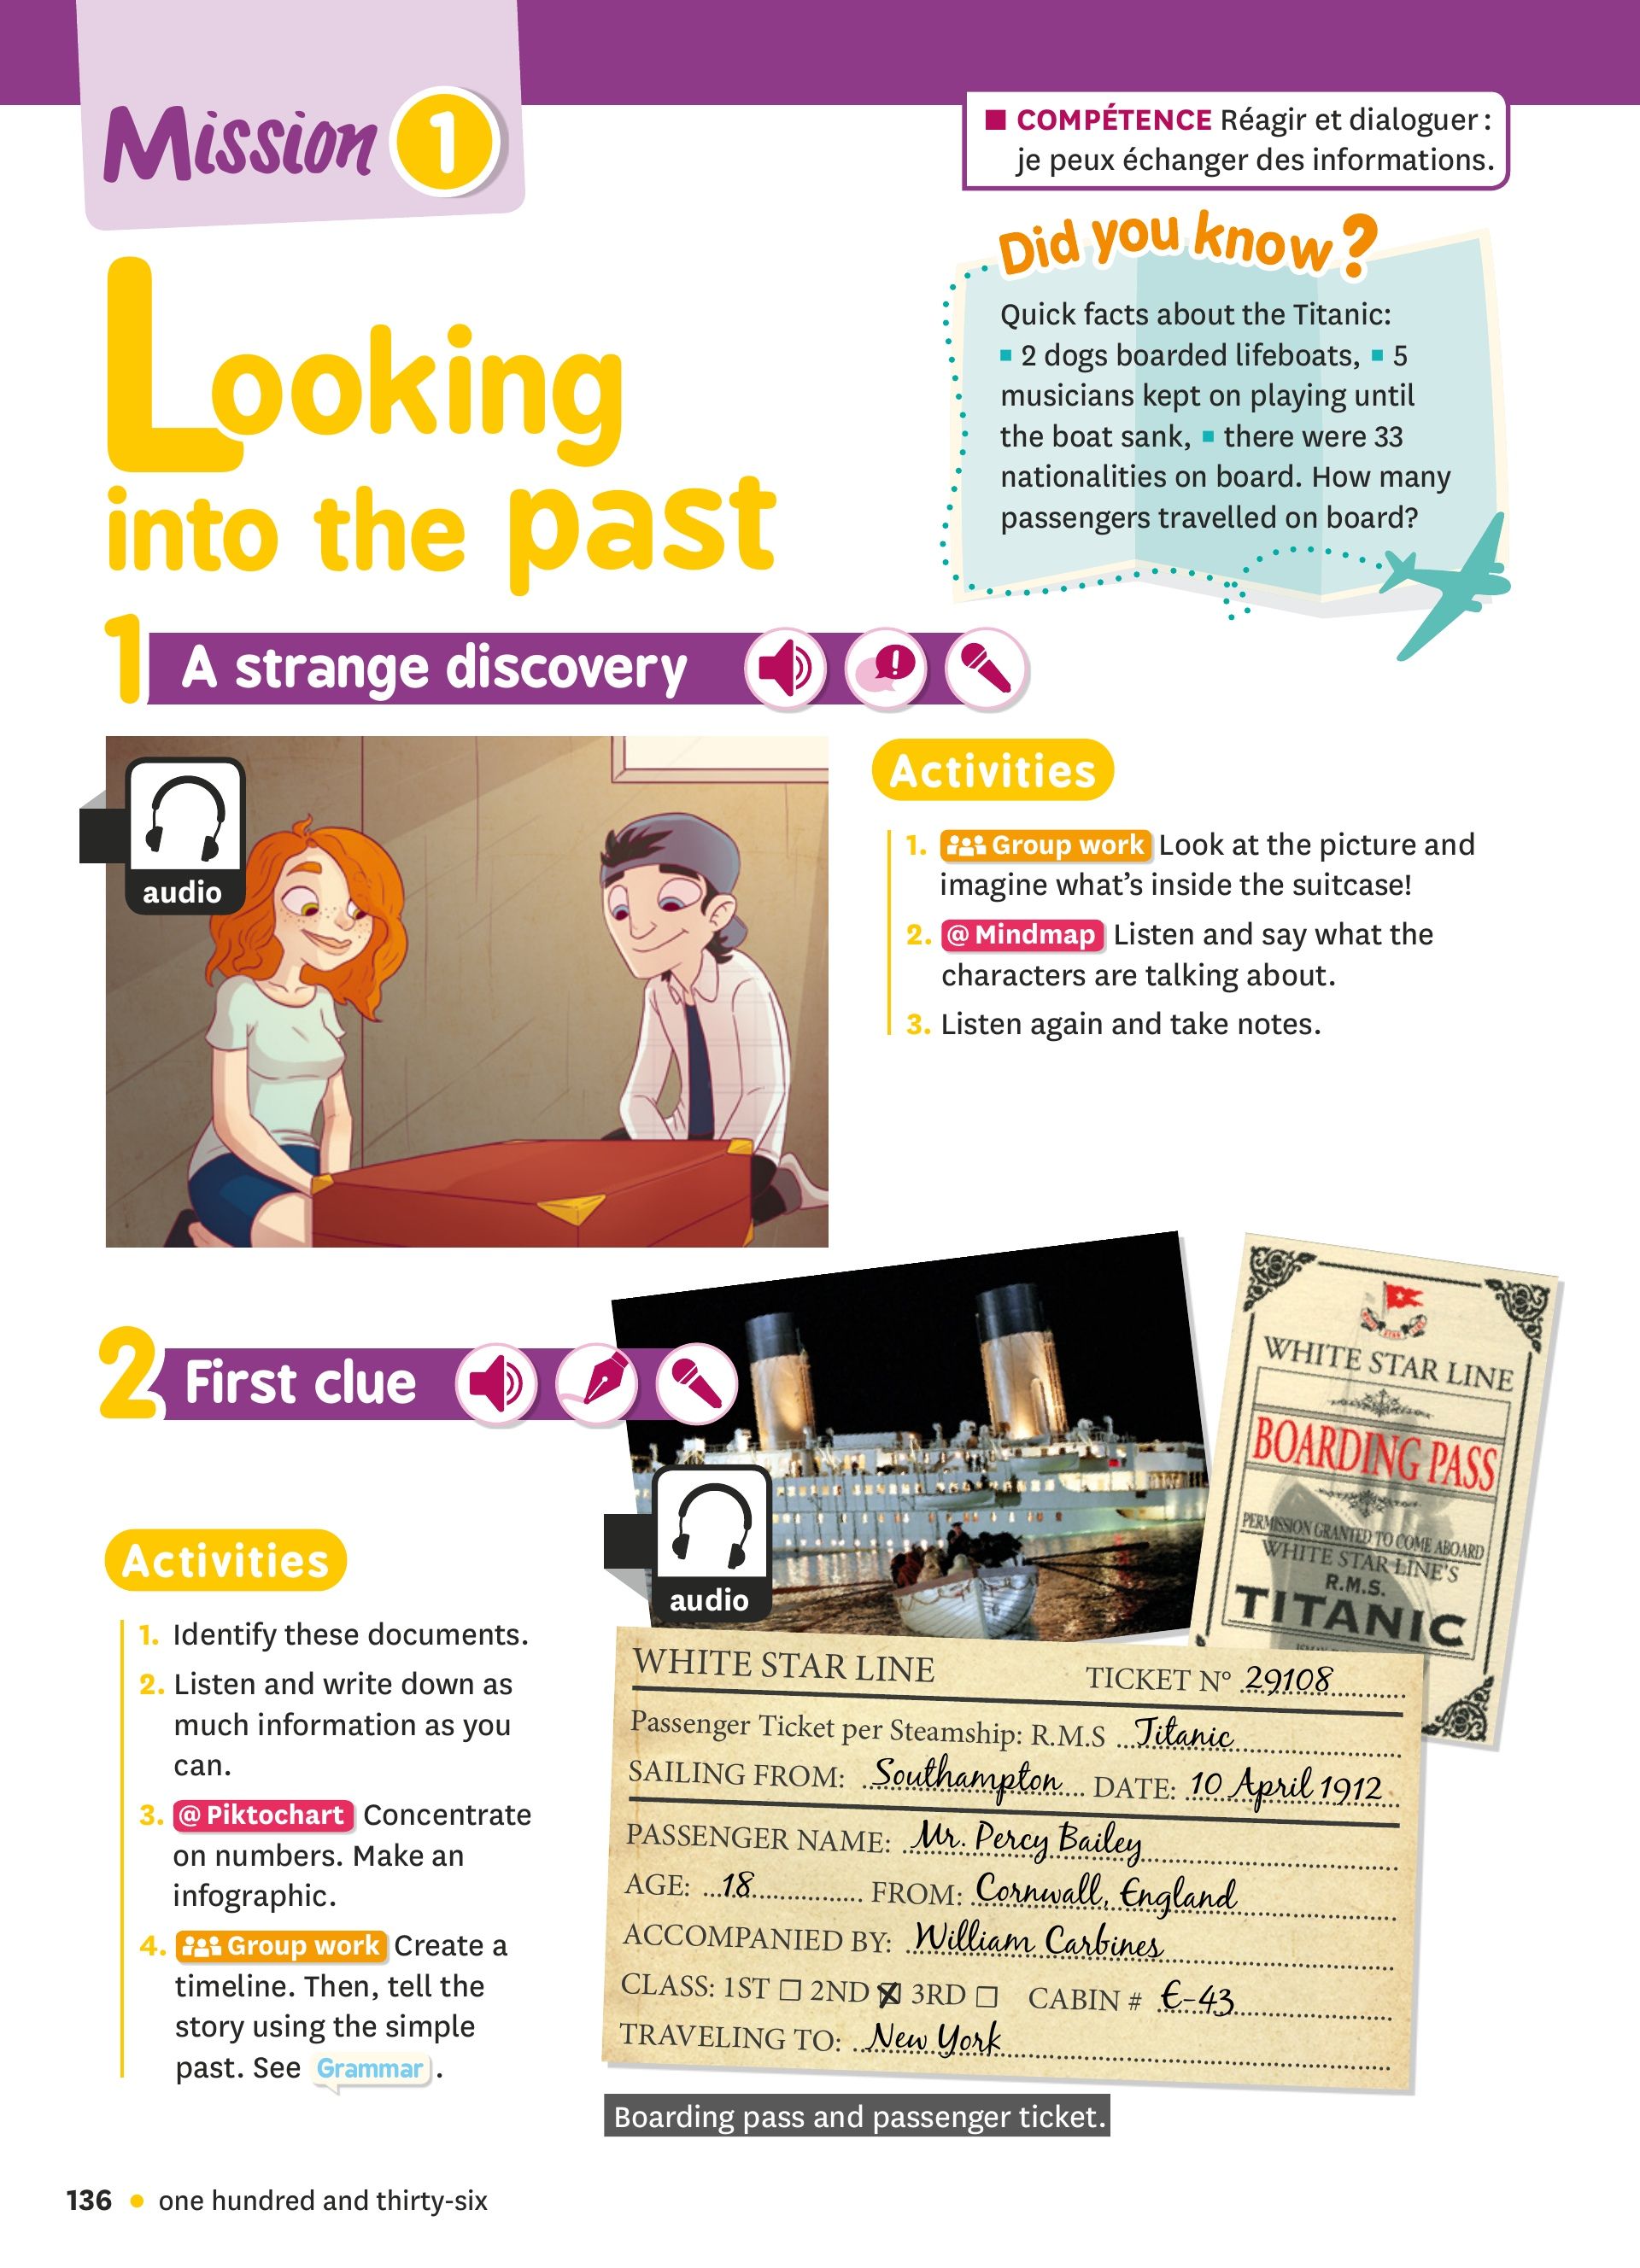 Mission 1
■ COMPÉTENCE Réagir et dialoguer :
je peux échanger des informations.
Did you know?
Quick facts about the Titanic:
■ 2 dogs boarded lifeboats, ■ 5
musicians kept on playing until
the boat sank, ■ there were 33
nationalities on board. How many
passengers travelled on board?
Looking
into the past
1 A strange discovery
audio
Activities
1. Group work Look at the picture and
imagine what's inside the suitcase!
2. @ Mindmap Listen and say what the
characters are talking about.
3. Listen again and take notes.
2 First clue
audio
Activities
1. Identify these documents.
2. Listen and write down as
much information as you
can.
3. @ Piktochart Concentrate
on numbers. Make an
infographic.
4. Group work Create a
timeline. Then, tell the
story using the simple
past. See Grammar.
WHITE STAR LINE
BOARDING PASS
PERMISSION GRANTED TO COME ABOARD
WHITE STAR LINE'S
R.M.S.
TITANIC
WHITE STAR LINE TICKET N° 29108
Passenger Ticket per Steamship: R.M.S Titanic
SAILING FROM: Southampton DATE: 10 April 1912
PASSENGER NAME: Mr. Percy Bailey
AGE: 18 FROM: Cornwall, England
ACCOMPANIED BY: William Carbines
CLASS: 1ST ☐ 2ND ☒ 3RD ☐ CABIN # E-43
TRAVELING TO: New York
Boarding pass and passenger ticket.
136 • one hundred and thirty-six